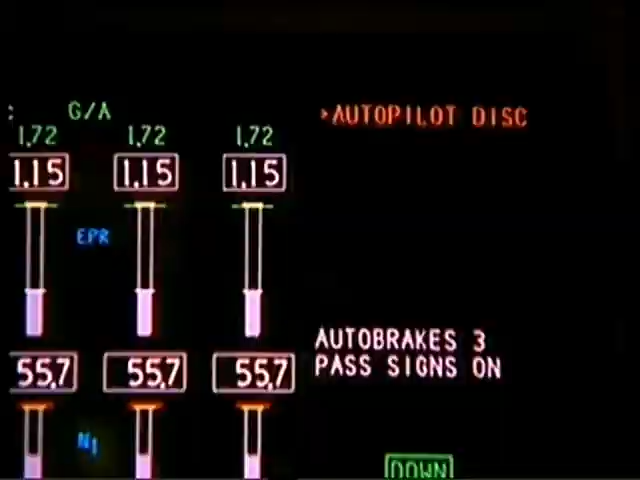 : G/A
>AUTOPILOT DISC
1.72 1.72 1.72
1.15 1.15 1.15
EPR
AUTOBRAKES 3
PASS SIGNS ON
55.7 55.7 55.7
N1
DOWN